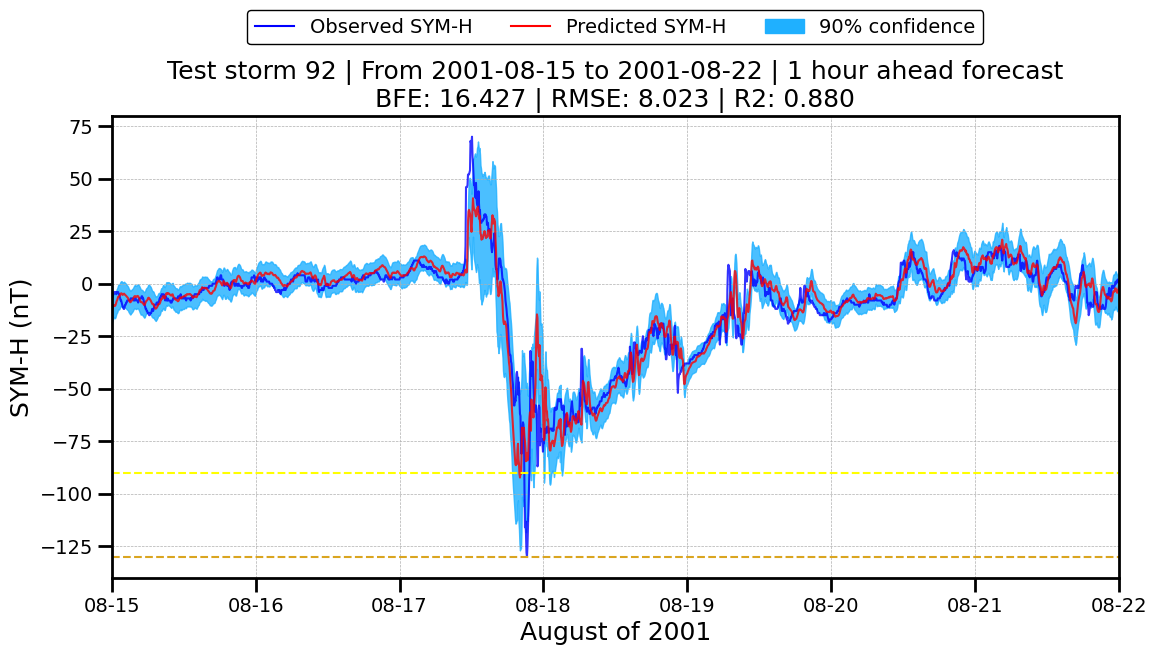 Observed SYM-H Predicted SYM-H 90% confidence
Test storm 92 | From 2001-08-15 to 2001-08-22 | 1 hour ahead forecast
BFE: 16.427 | RMSE: 8.023 | R2: 0.880
SYM-H (nT)
75
50
25
0
−25
−50
−75
−100
−125
08-15 08-16 08-17 08-18 08-19 08-20 08-21 08-22
August of 2001